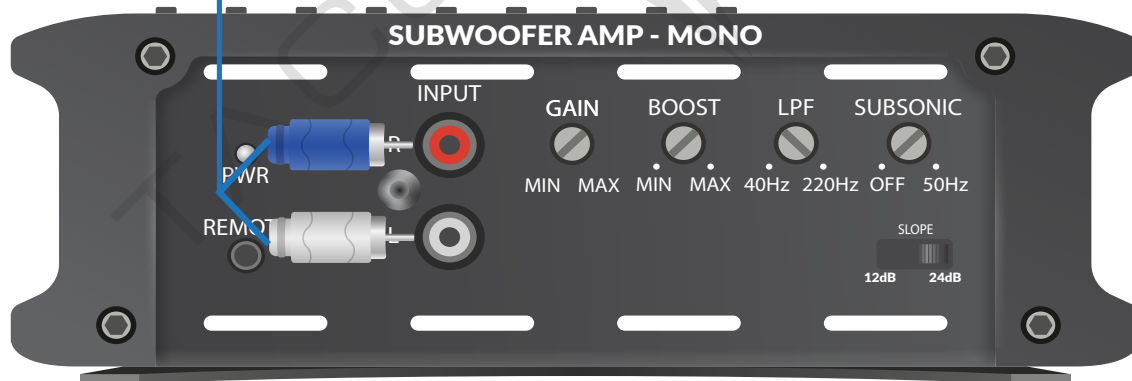 SUBWOOFER AMP - MONO
INPUT
GAIN
BOOST
LPF
SUBSONIC
R
PWR
MIN MAX
MIN MAX
40Hz 220Hz
OFF 50Hz
L
SLOPE
12dB 24dB